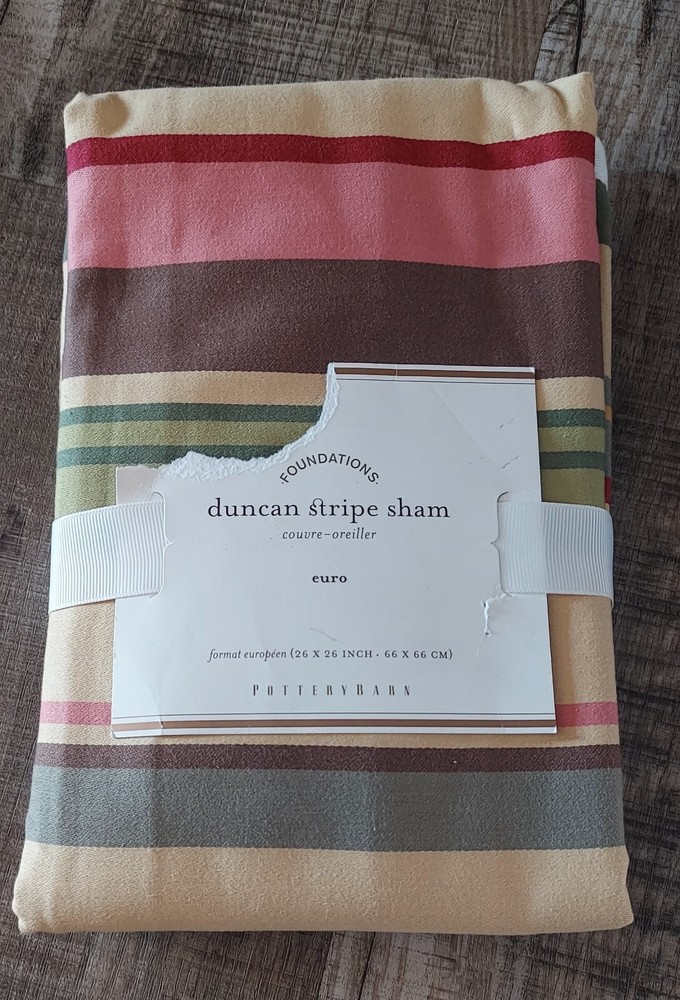 ·FOUNDATIONS·
duncan stripe sham
couvre-oreiller
euro
format européen (26 X 26 INCH · 66 X 66 CM)
POTTERYBARN